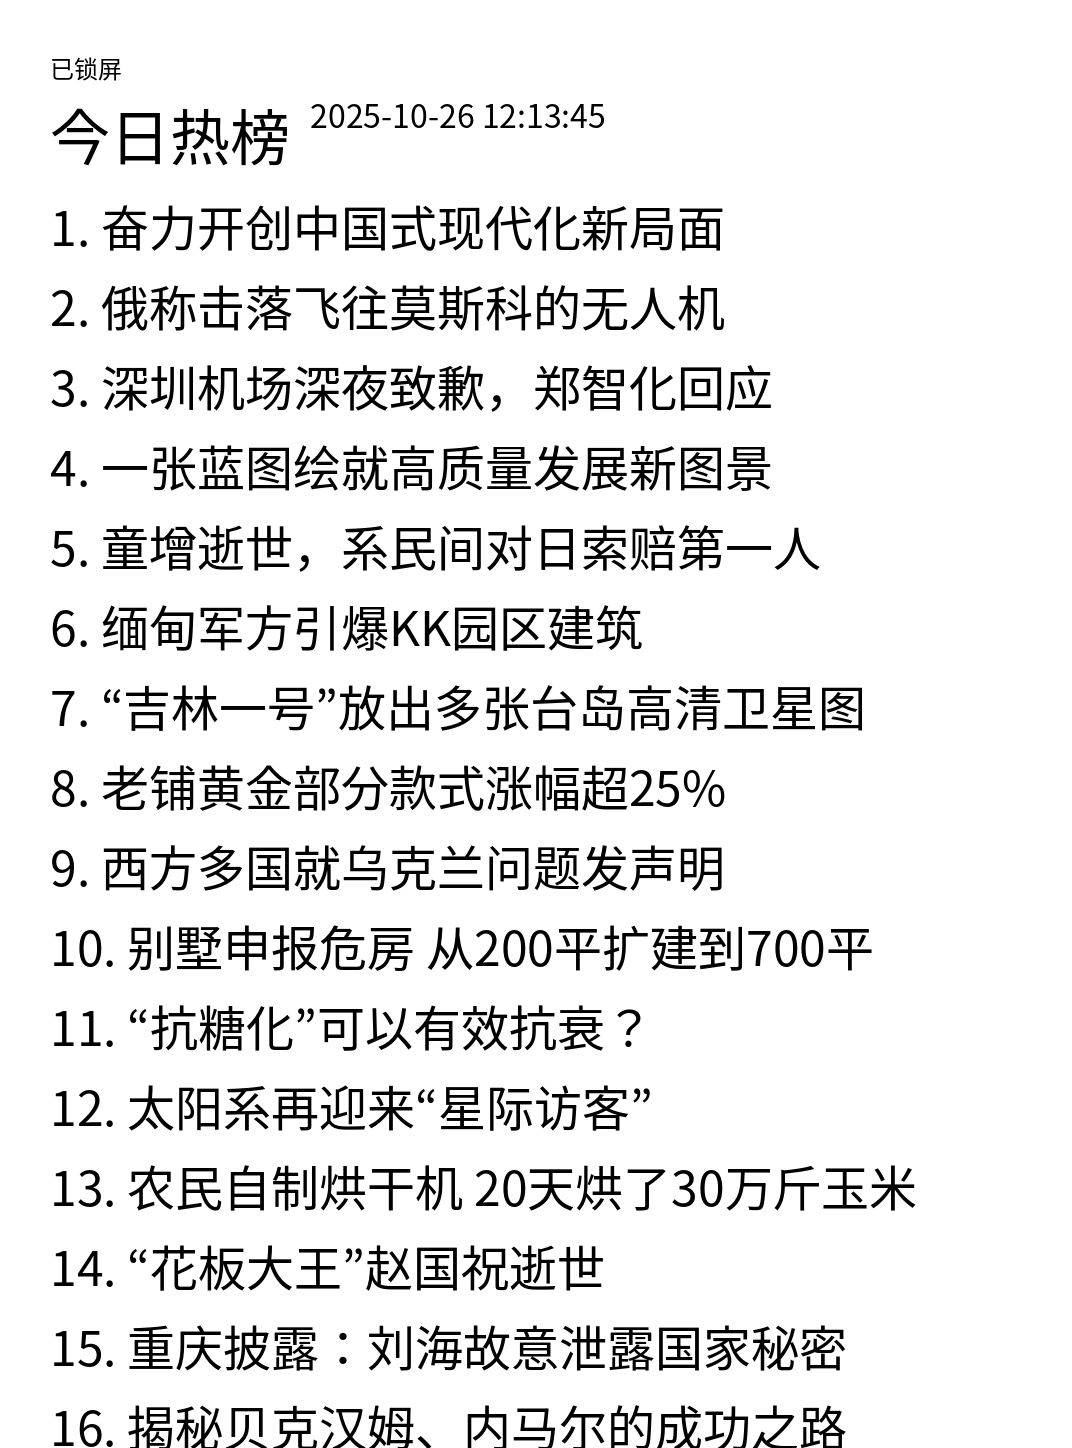 已锁屏
今日热榜 2025-10-26 12:13:45
1. 奋力开创中国式现代化新局面
2. 俄称击落飞往莫斯科的无人机
3. 深圳机场深夜致歉，郑智化回应
4. 一张蓝图绘就高质量发展新图景
5. 童增逝世，系民间对日索赔第一人
6. 缅甸军方引爆KK园区建筑
7. “吉林一号”放出多张台岛高清卫星图
8. 老铺黄金部分款式涨幅超25%
9. 西方多国就乌克兰问题发声明
10. 别墅申报危房 从200平扩建到700平
11. “抗糖化”可以有效抗衰？
12. 太阳系再迎来“星际访客”
13. 农民自制烘干机 20天烘了30万斤玉米
14. “花板大王”赵国祝逝世
15. 重庆披露：刘海故意泄露国家秘密
16. 揭秘贝克汉姆、内马尔的成功之路